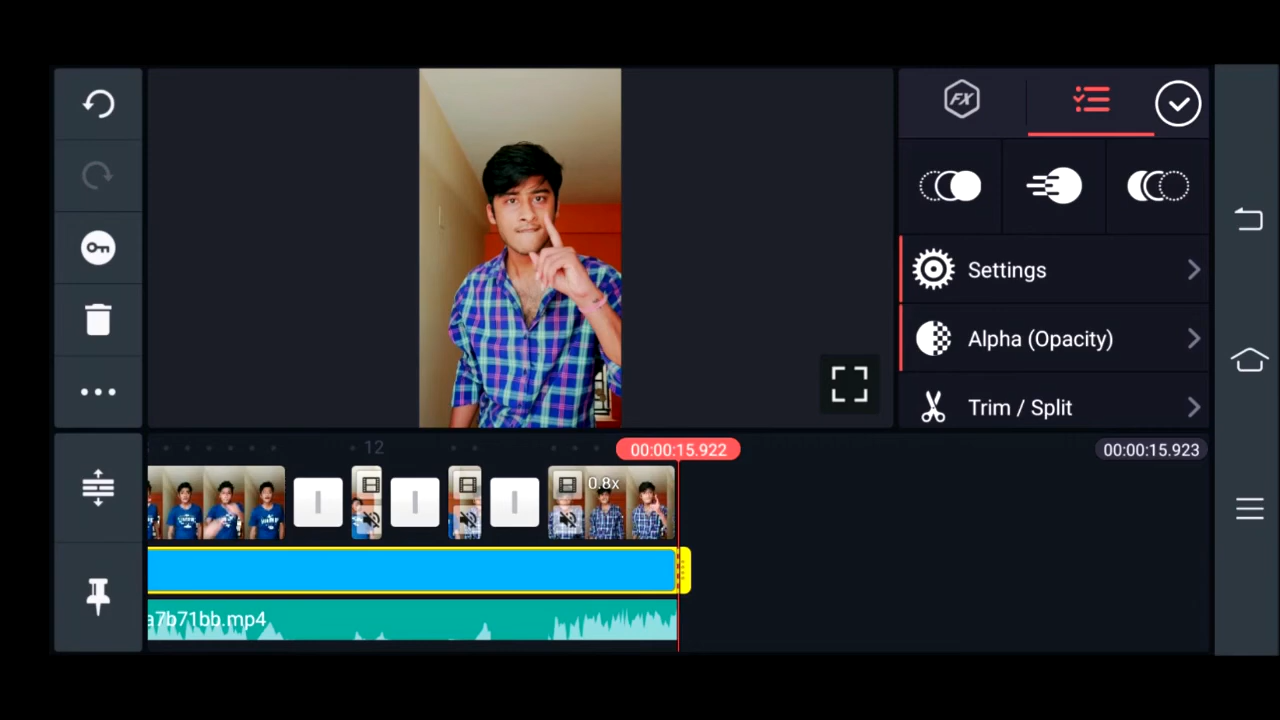 FX
Settings
Alpha (Opacity)
Trim / Split
12
00:00:15.922
00:00:15.923
0.8x
a7b71bb.mp4